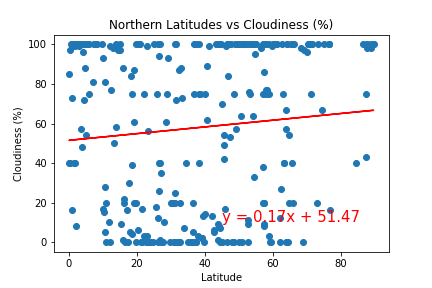 Northern Latitudes vs Cloudiness (%)
100
80
60
40
20
0
Cloudiness (%)
y = 0.17x + 51.47
0
20
40
60
80
Latitude